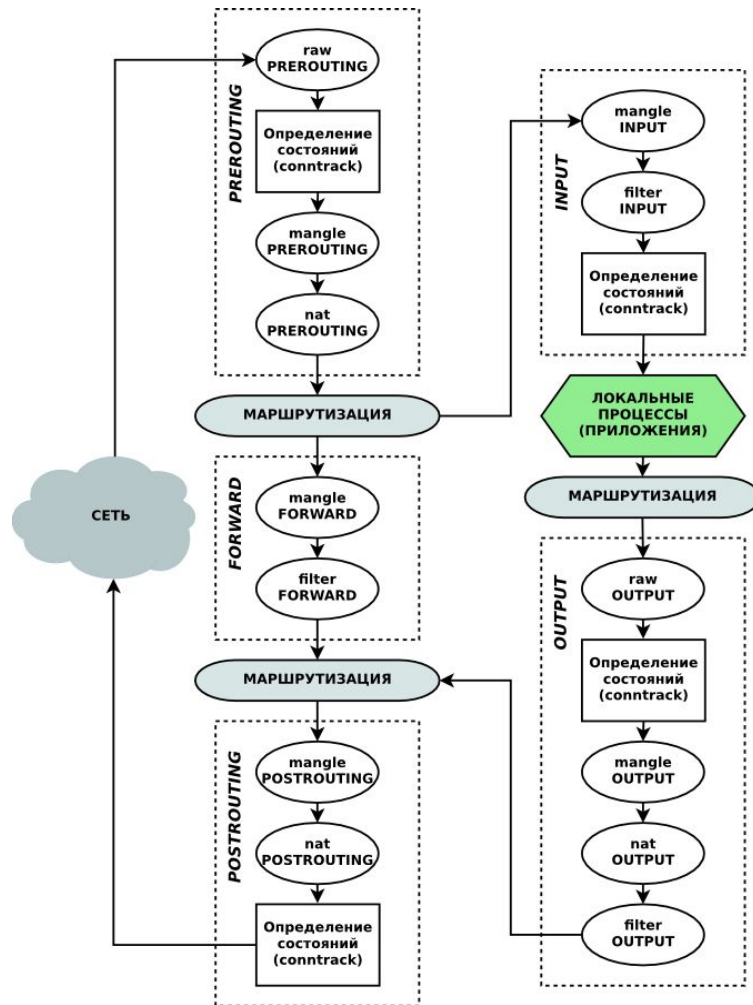 PREROUTING
raw
PREROUTING
Определение
состояний
(conntrack)
mangle
PREROUTING
nat
PREROUTING
МАРШРУТИЗАЦИЯ
INPUT
mangle
INPUT
filter
INPUT
Определение
состояний
(conntrack)
ЛОКАЛЬНЫЕ
ПРОЦЕССЫ
(ПРИЛОЖЕНИЯ)
МАРШРУТИЗАЦИЯ
СЕТЬ
FORWARD
mangle
FORWARD
filter
FORWARD
МАРШРУТИЗАЦИЯ
OUTPUT
raw
OUTPUT
Определение
состояний
(conntrack)
mangle
OUTPUT
nat
OUTPUT
filter
OUTPUT
POSTROUTING
mangle
POSTROUTING
nat
POSTROUTING
Определение
состояний
(conntrack)